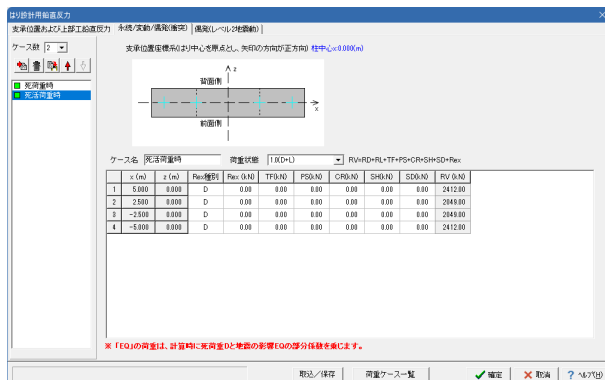 はり設計用鉛直反力
支承位置および上部工鉛直反力 永続/変動/偶発(衝突) 偶発(レベル2地震動)
ケース数 2
支承位置座標系(はり中心を原点とし、矢印の方向が正方向) 柱中心x:0.000(m)
死荷重時
死活荷重時
z
背面側
x
前面側
ケース名 死活荷重時 荷重状態 1.0(D+L) RV=RD+RL+TF+PS+CR+SH+SD+Rex
x (m) z (m) Rex種別 Rex (kN) TF(kN) PS(kN) CR(kN) SH(kN) SD(kN) RV (kN)
1 5.000 0.000 D 0.00 0.00 0.00 0.00 0.00 0.00 2412.00
2 2.500 0.000 D 0.00 0.00 0.00 0.00 0.00 0.00 2049.00
3 -2.500 0.000 D 0.00 0.00 0.00 0.00 0.00 0.00 2049.00
4 -5.000 0.000 D 0.00 0.00 0.00 0.00 0.00 0.00 2412.00
※「EQ」の荷重は、計算時に死荷重Dと地震の影響EQの部分係数を乗じます。
取込/保存 荷重ケース一覧 確定 取消 ? ヘルプ(H)